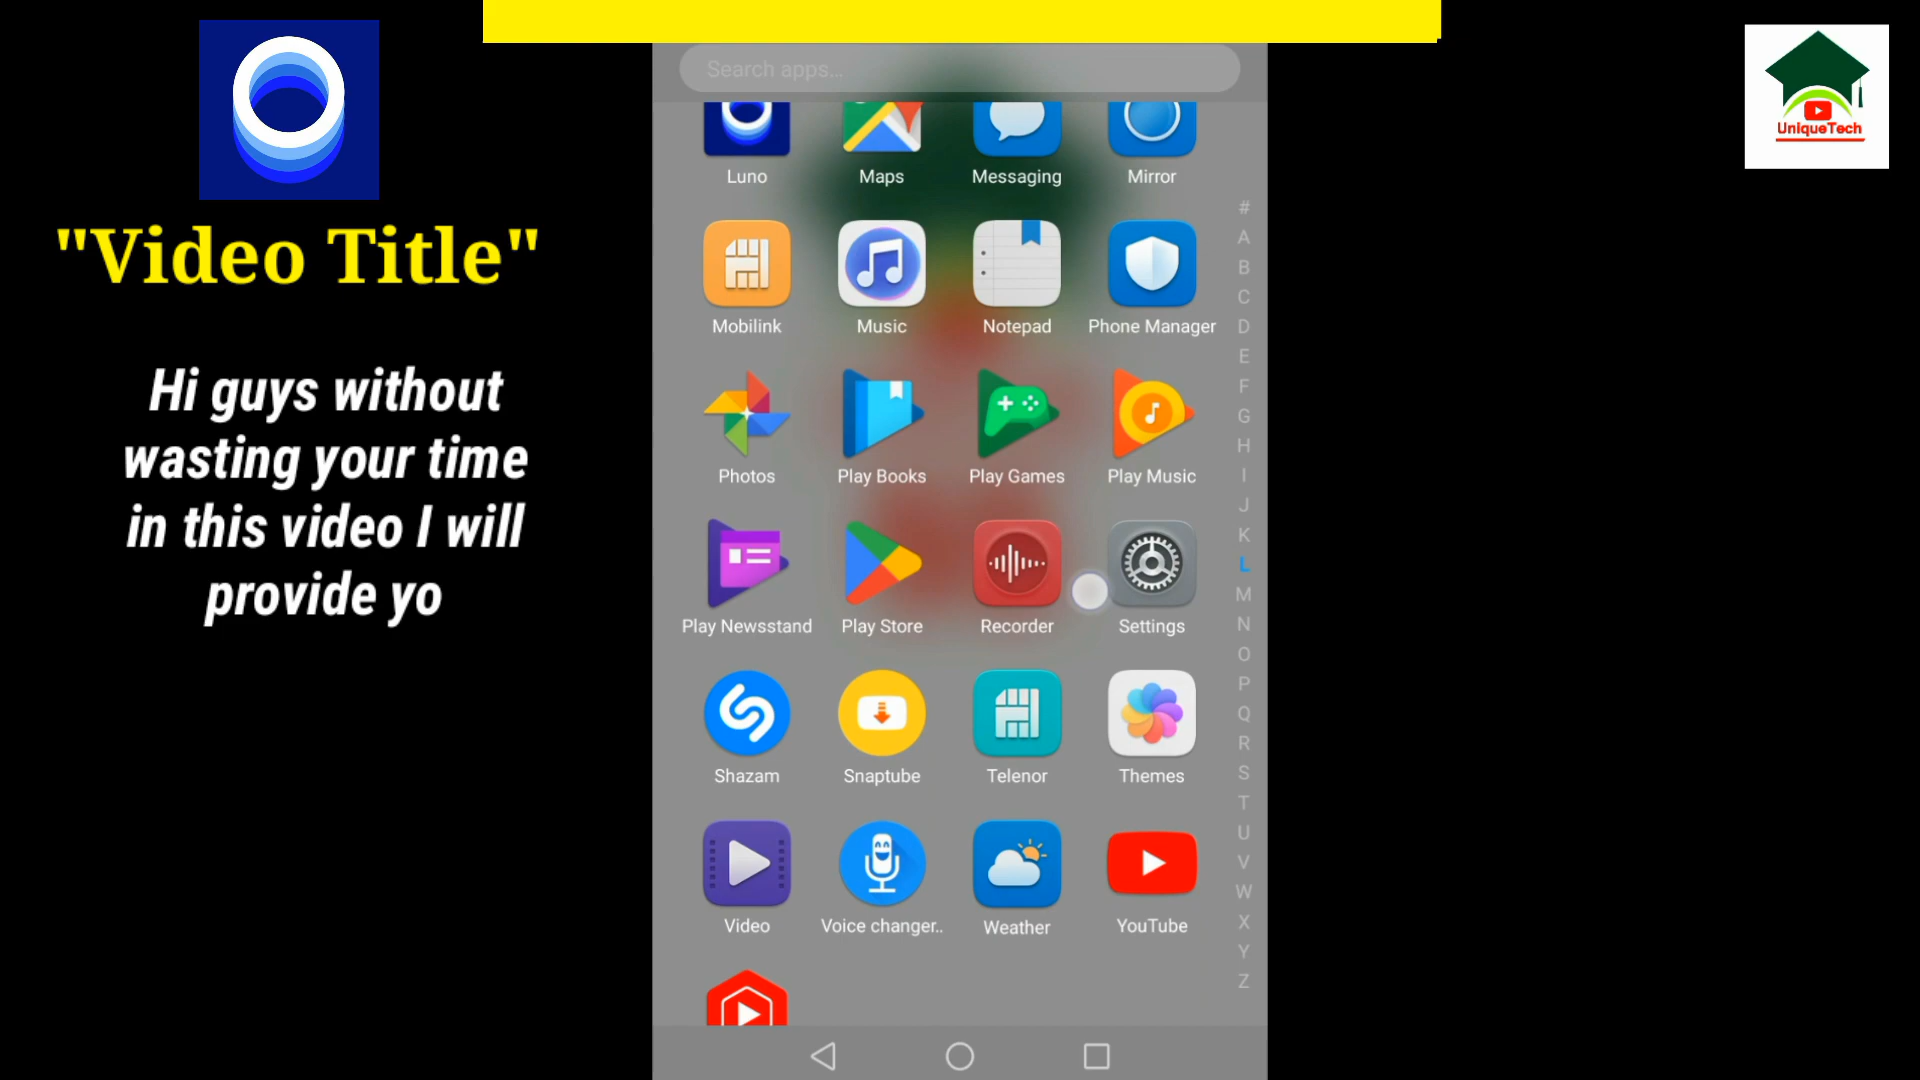 "Video Title"
Hi guys without
wasting your time
in this video I will
provide yo
UniqueTech
Search apps...
Luno
Maps
Messaging
Mirror
Mobilink
Music
Notepad
Phone Manager
Photos
Play Books
Play Games
Play Music
Play Newsstand
Play Store
Recorder
Settings
Shazam
Snaptube
Telenor
Themes
Video
Voice changer..
Weather
YouTube
#
A
B
C
D
E
F
G
H
I
J
K
L
M
N
O
P
Q
R
S
T
U
V
W
X
Y
Z